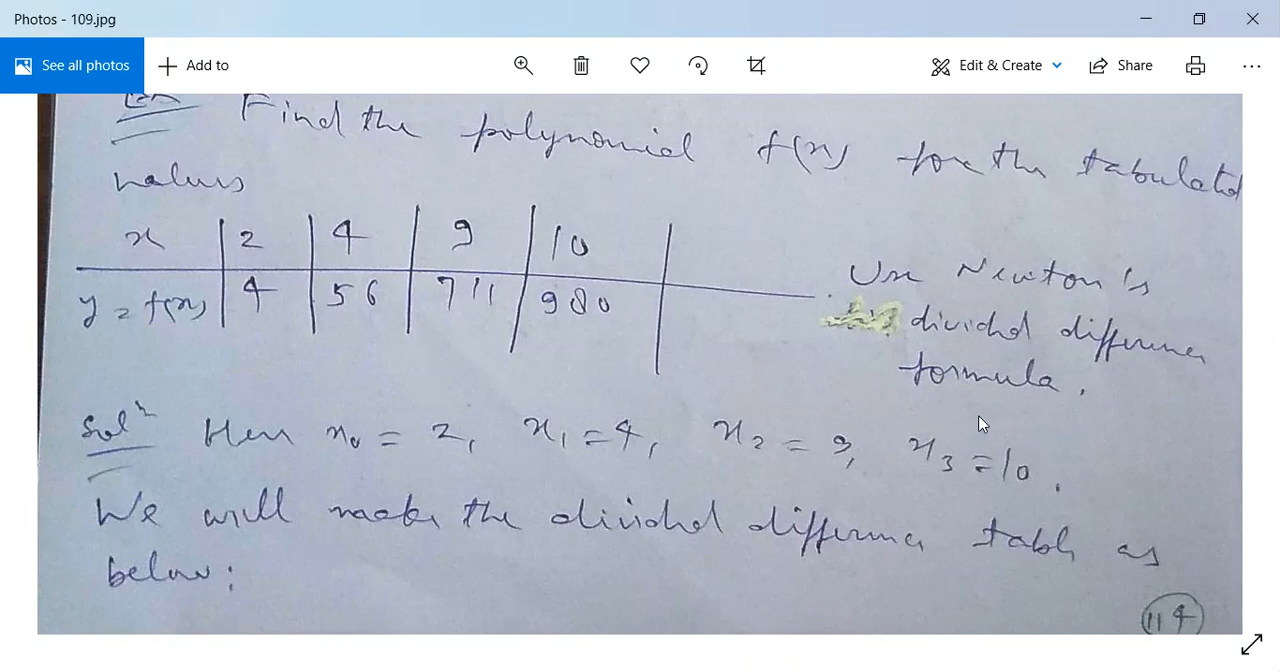 Photos - 109.jpg
See all photos
Add to
Edit & Create
Share
Ex Find the polynomial f(x) for the tabulated
values
x 2 4 9 10
y = f(x) 4 56 711 980
Use Newton's
divided difference
formula.
Solⁿ Here x₀ = 2, x₁ = 4, x₂ = 9, x₃ = 10.
We will make the divided difference table as
below:
114